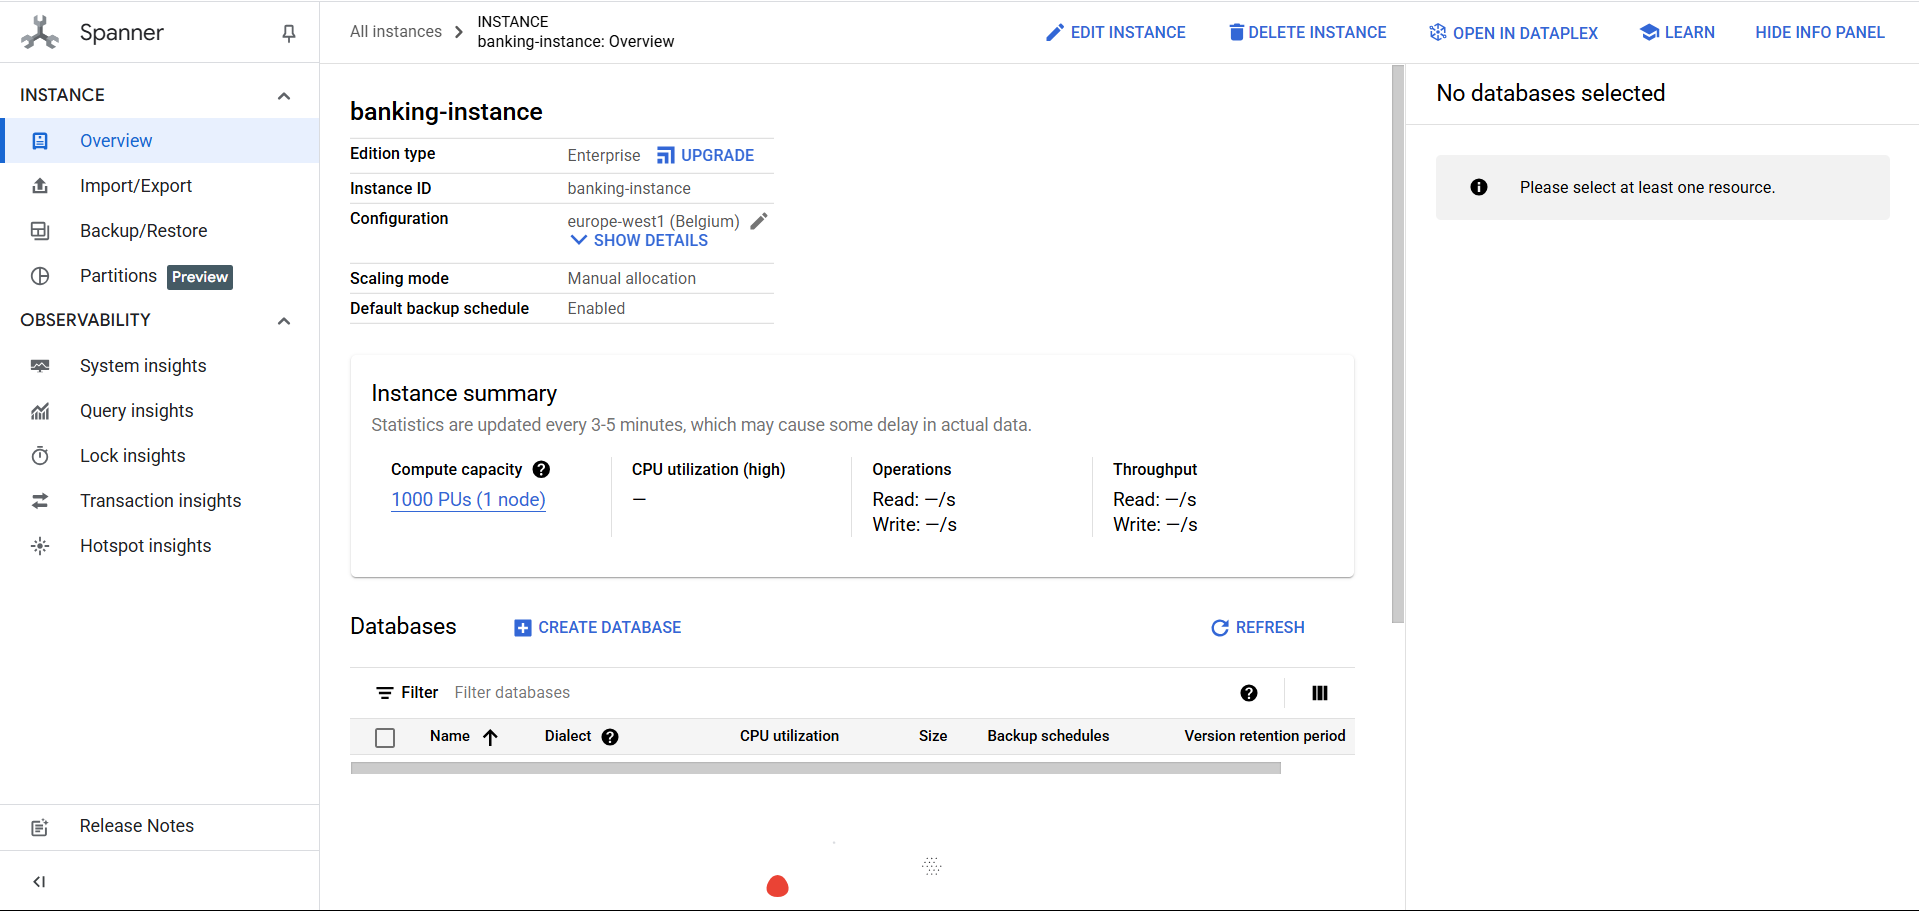 Spanner
All instances
INSTANCE
banking-instance: Overview
EDIT INSTANCE
DELETE INSTANCE
OPEN IN DATAPLEX
LEARN
HIDE INFO PANEL
INSTANCE
Overview
Import/Export
Backup/Restore
Partitions Preview
OBSERVABILITY
System insights
Query insights
Lock insights
Transaction insights
Hotspot insights
Release Notes
banking-instance
Edition type Enterprise UPGRADE
Instance ID banking-instance
Configuration europe-west1 (Belgium)
SHOW DETAILS
Scaling mode Manual allocation
Default backup schedule Enabled
Instance summary
Statistics are updated every 3-5 minutes, which may cause some delay in actual data.
Compute capacity
1000 PUs (1 node)
CPU utilization (high)
—
Operations
Read: —/s
Write: —/s
Throughput
Read: —/s
Write: —/s
Databases CREATE DATABASE REFRESH
Filter Filter databases
Name Dialect CPU utilization Size Backup schedules Version retention period
No databases selected
Please select at least one resource.